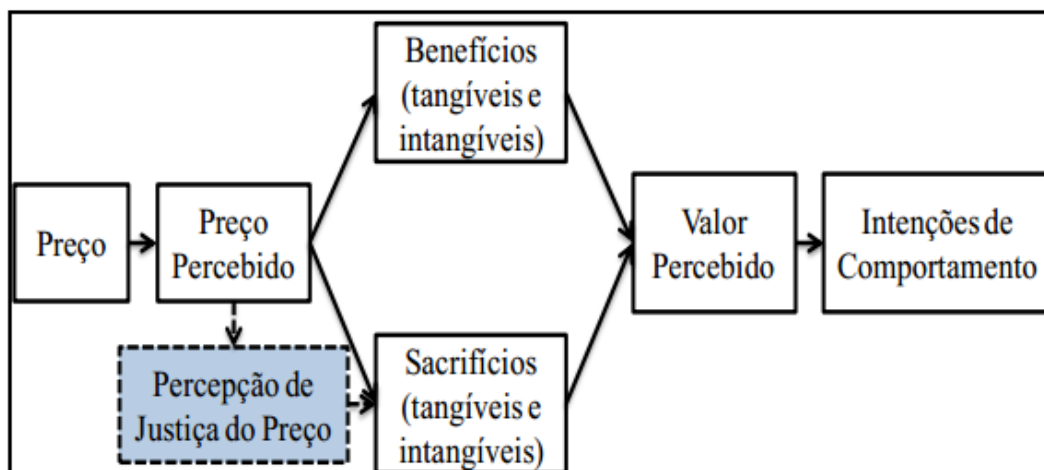 Benefícios
(tangíveis e
intangíveis)
Preço
Preço
Percebido
Valor
Percebido
Intenções de
Comportamento
Percepção de
Justiça do Preço
Sacrifícios
(tangíveis e
intangíveis)